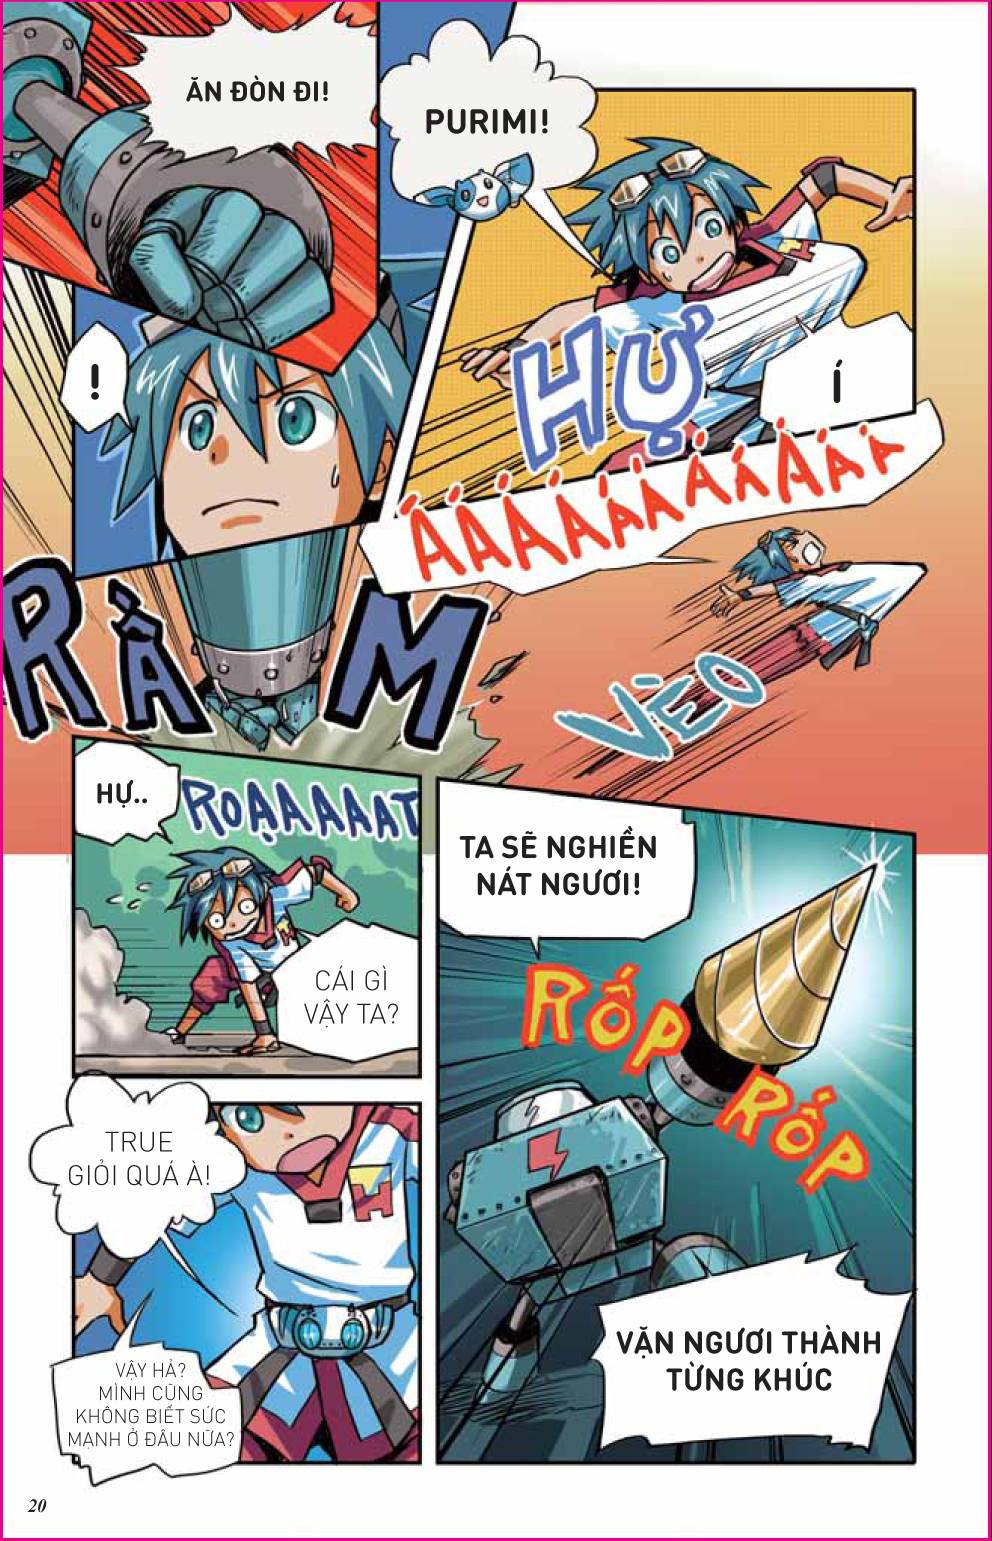 ĂN ĐÒN ĐI!
!
PURIMI!
HỰ
Í
ÁÁÁÁÁÁÁÁÁÁÁ
RẦM
VÈO
HỰ..
ROẠAAAAT
CÁI GÌ
VẬY TA?
TRUE
GIỎI QUÁ À!
VẬY HẢ?
MÌNH CŨNG
KHÔNG BIẾT SỨC
MẠNH Ở ĐÂU NỮA?
TA SẼ NGHIỀN
NÁT NGƯƠI!
RỐP
RỐP
VẶN NGƯƠI THÀNH
TỪNG KHÚC
20